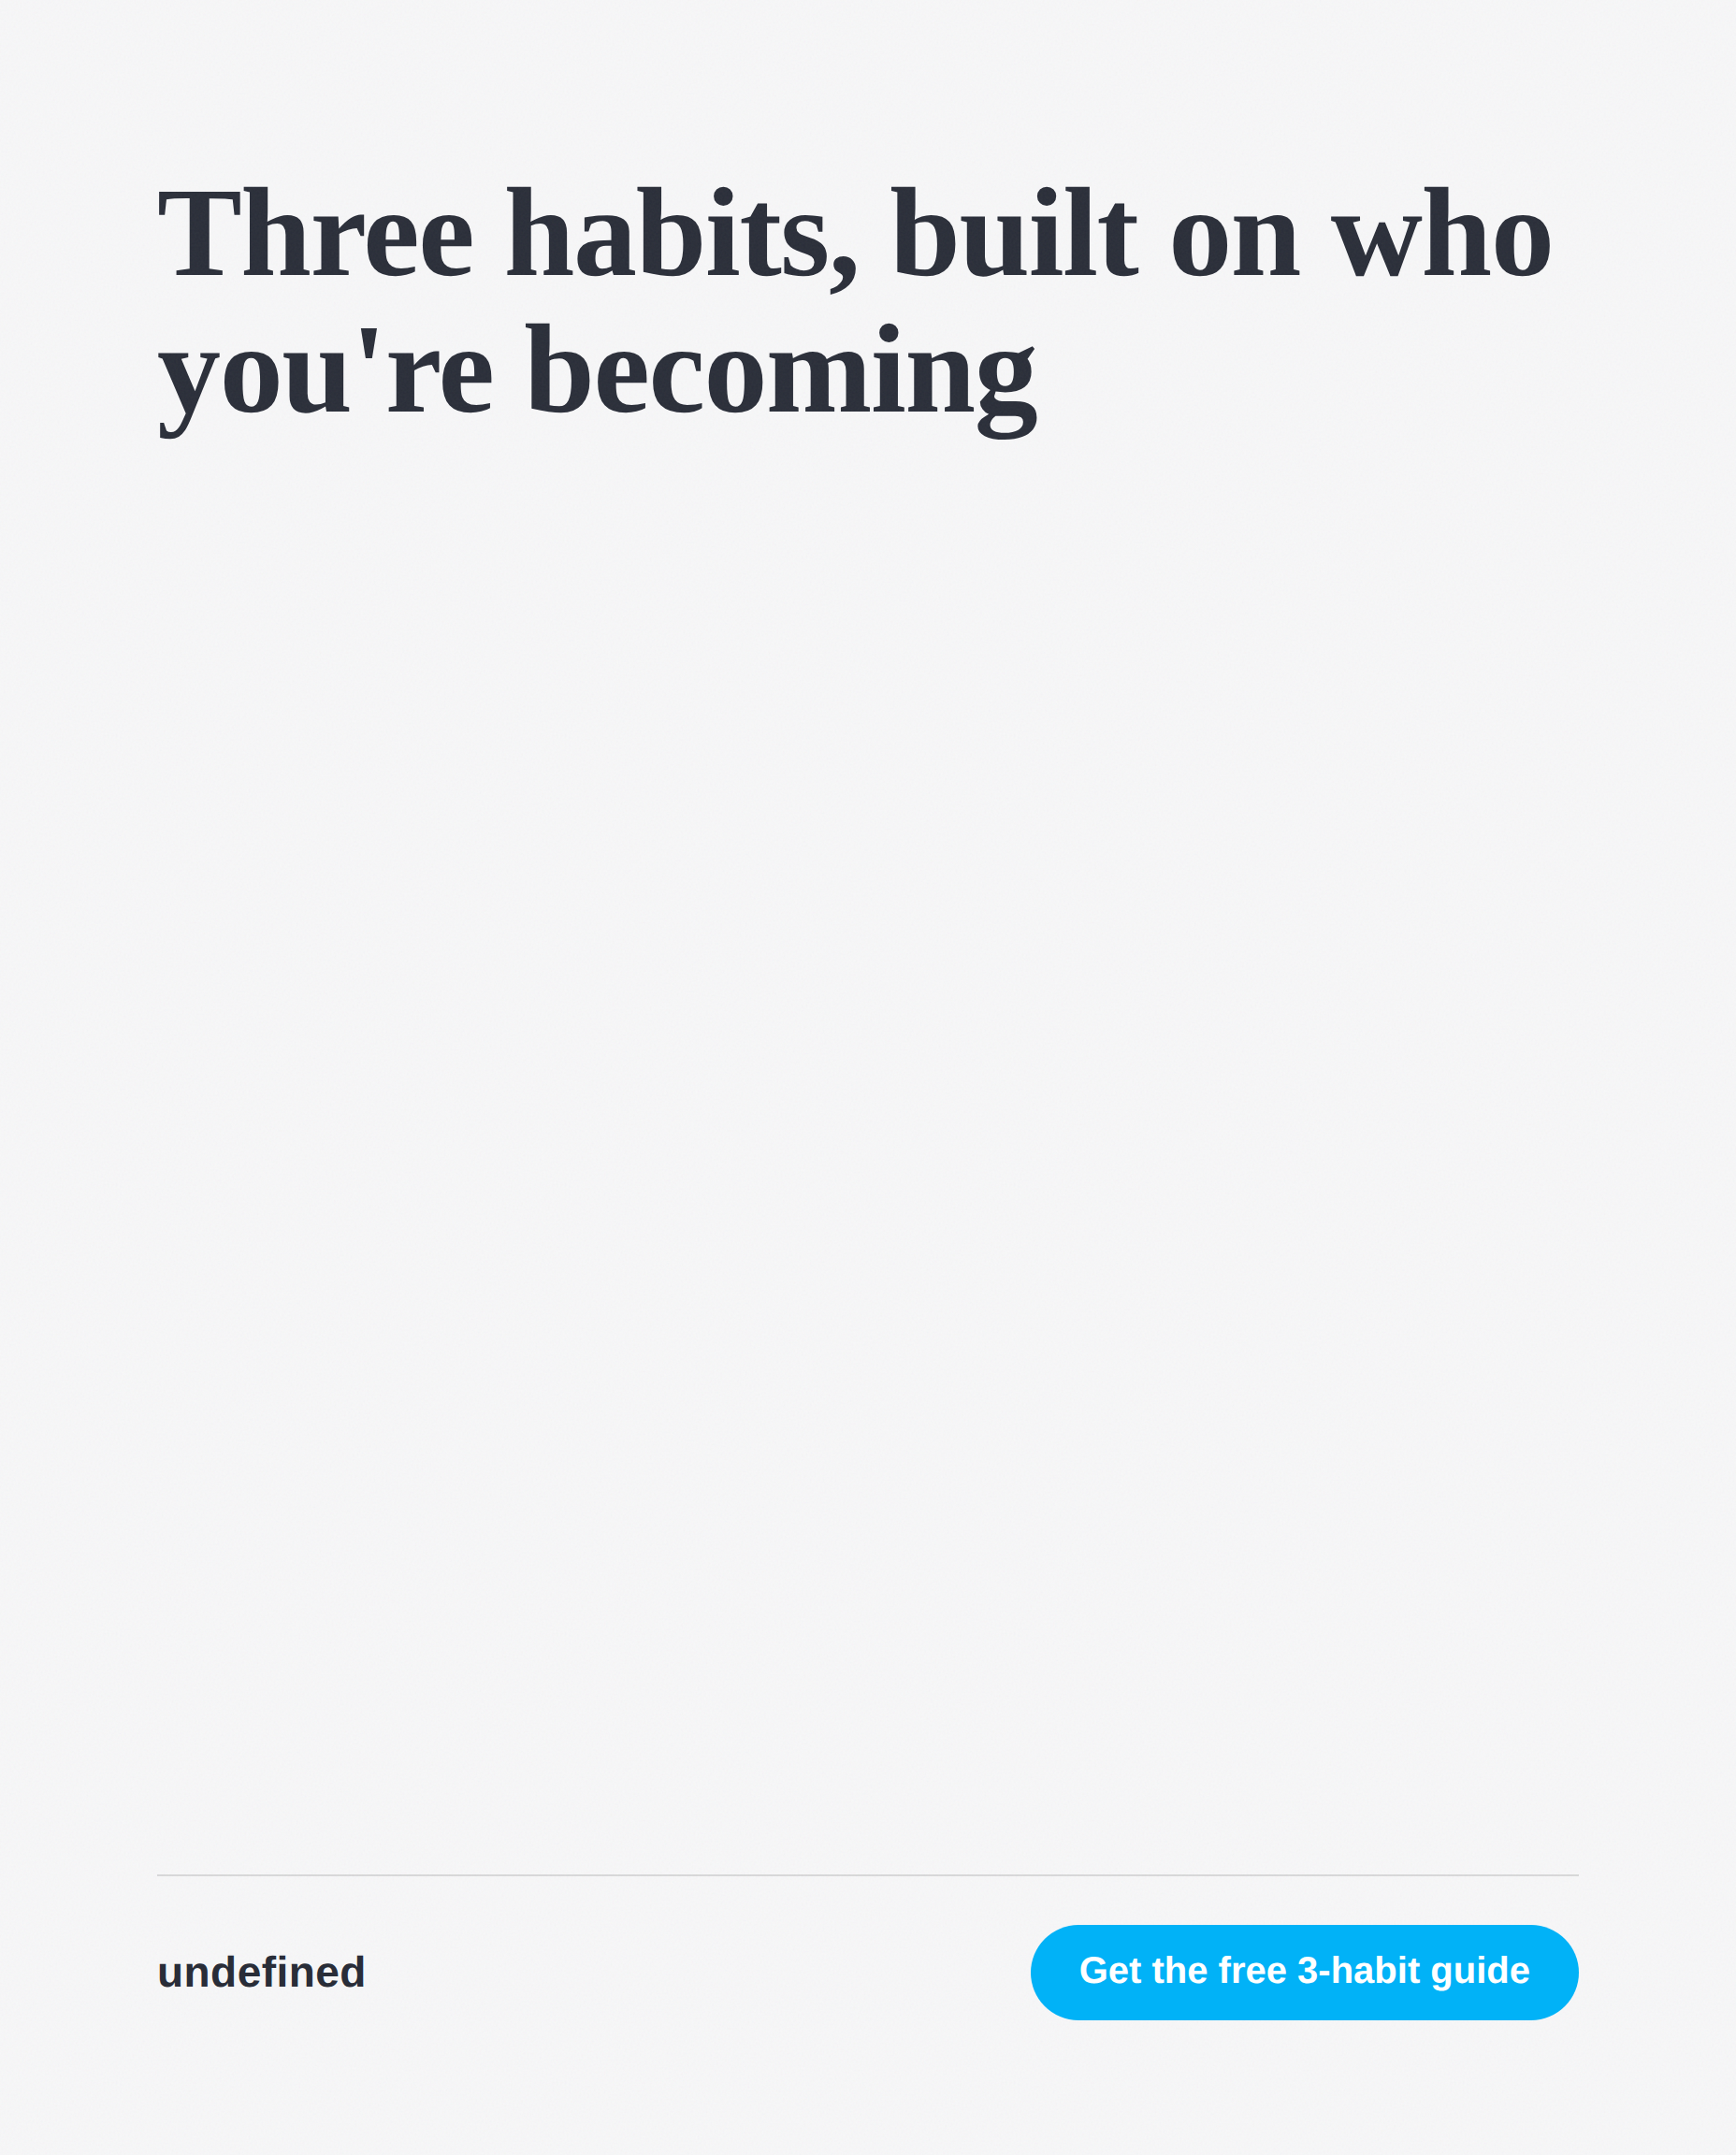 Three habits, built on who
you're becoming
undefined
Get the free 3-habit guide